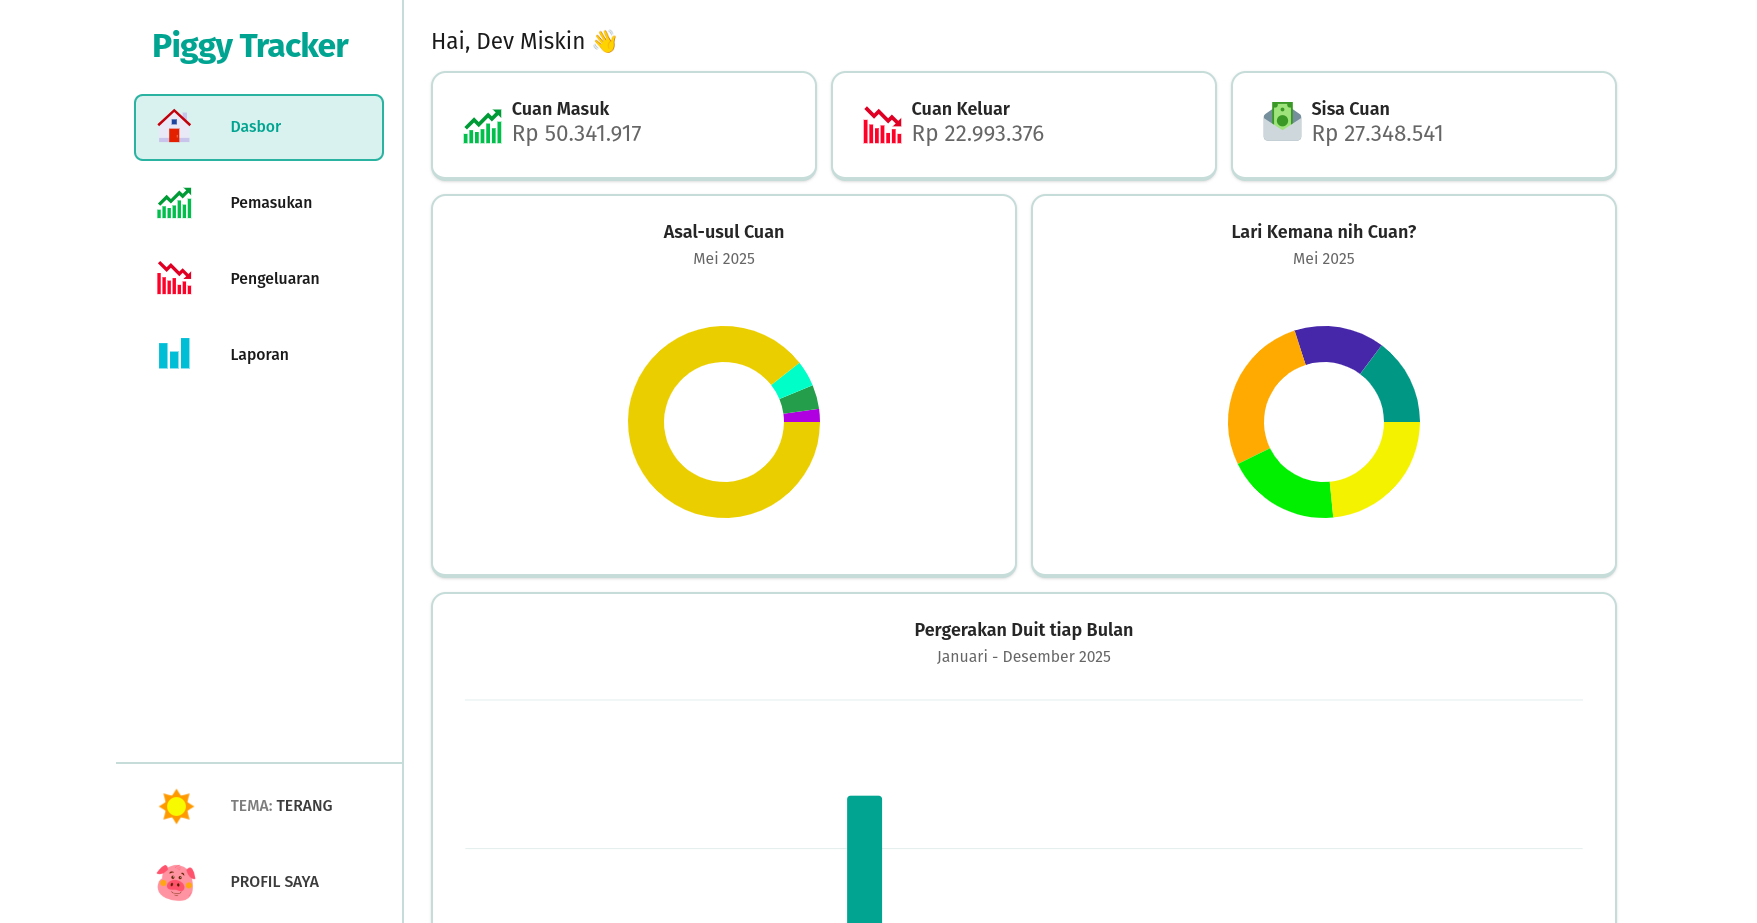 Piggy Tracker
Dasbor
Pemasukan
Pengeluaran
Laporan
TEMA: TERANG
PROFIL SAYA
Hai, Dev Miskin 👋
Cuan Masuk
Rp 50.341.917
Cuan Keluar
Rp 22.993.376
Sisa Cuan
Rp 27.348.541
Asal-usul Cuan
Mei 2025
Lari Kemana nih Cuan?
Mei 2025
Pergerakan Duit tiap Bulan
Januari - Desember 2025